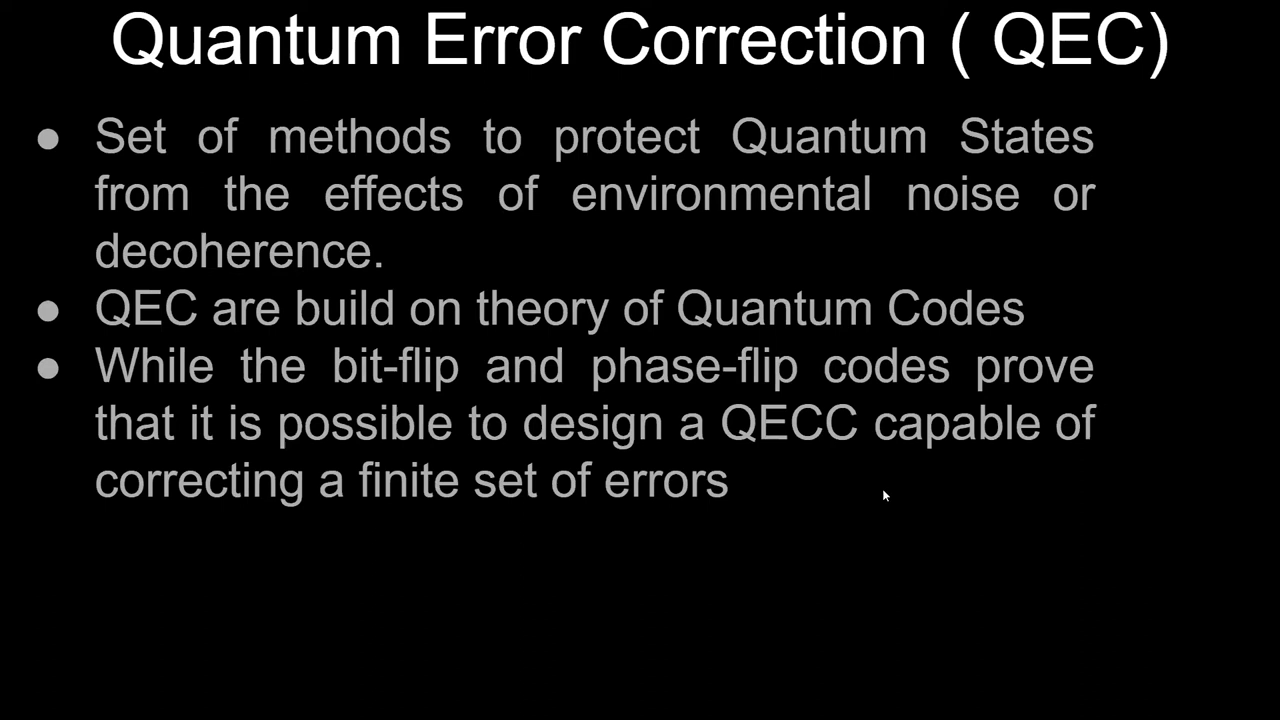 Quantum Error Correction ( QEC)
● Set of methods to protect Quantum States
from the effects of environmental noise or
decoherence.
● QEC are build on theory of Quantum Codes
● While the bit-flip and phase-flip codes prove
that it is possible to design a QECC capable of
correcting a finite set of errors